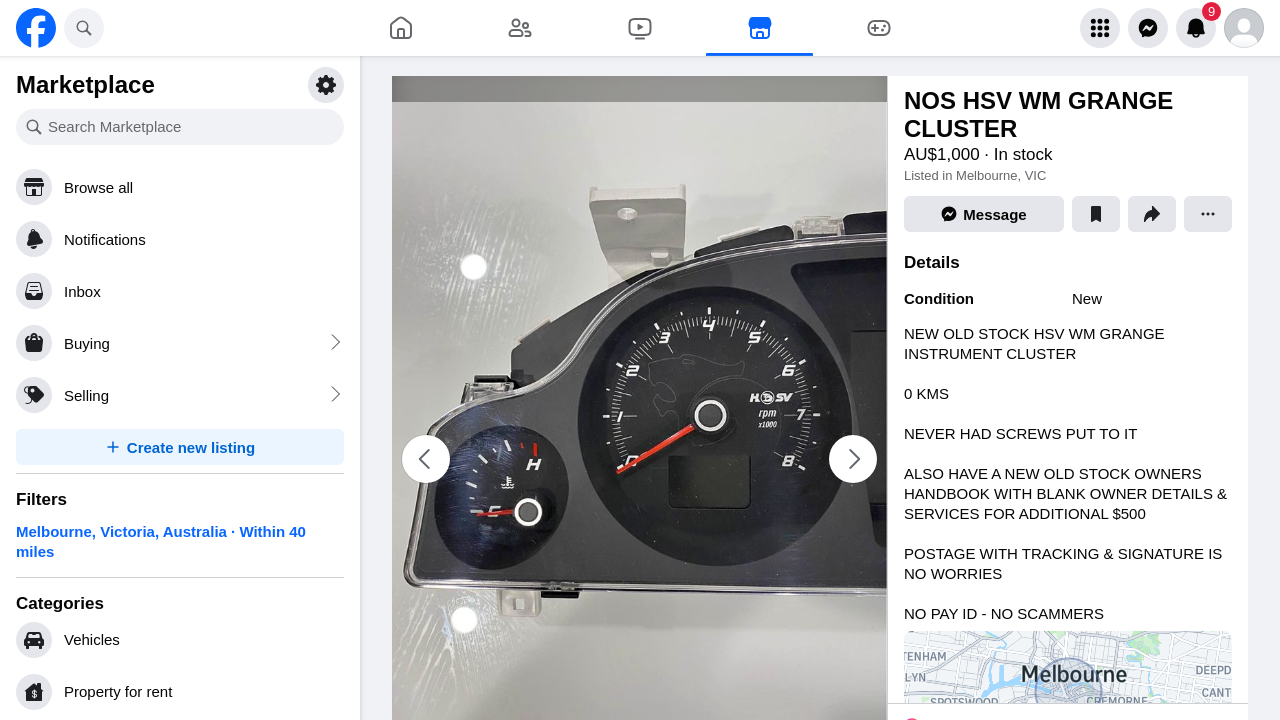 9
Marketplace
Search Marketplace
Browse all
Notifications
Inbox
Buying
Selling
Create new listing
Filters
Melbourne, Victoria, Australia · Within 40
miles
Categories
Vehicles
Property for rent
0
1
2
3
4
5
6
7
8
HSV
rpm
x1000
H
C
NOS HSV WM GRANGE
CLUSTER
AU$1,000 · In stock
Listed in Melbourne, VIC
Message
Details
Condition New
NEW OLD STOCK HSV WM GRANGE
INSTRUMENT CLUSTER
0 KMS
NEVER HAD SCREWS PUT TO IT
ALSO HAVE A NEW OLD STOCK OWNERS
HANDBOOK WITH BLANK OWNER DETAILS &
SERVICES FOR ADDITIONAL $500
POSTAGE WITH TRACKING & SIGNATURE IS
NO WORRIES
NO PAY ID - NO SCAMMERS
TENHAM
Melbourne
DEEPD
LYN
CANT
SPOTSWOOD
CREMORNE